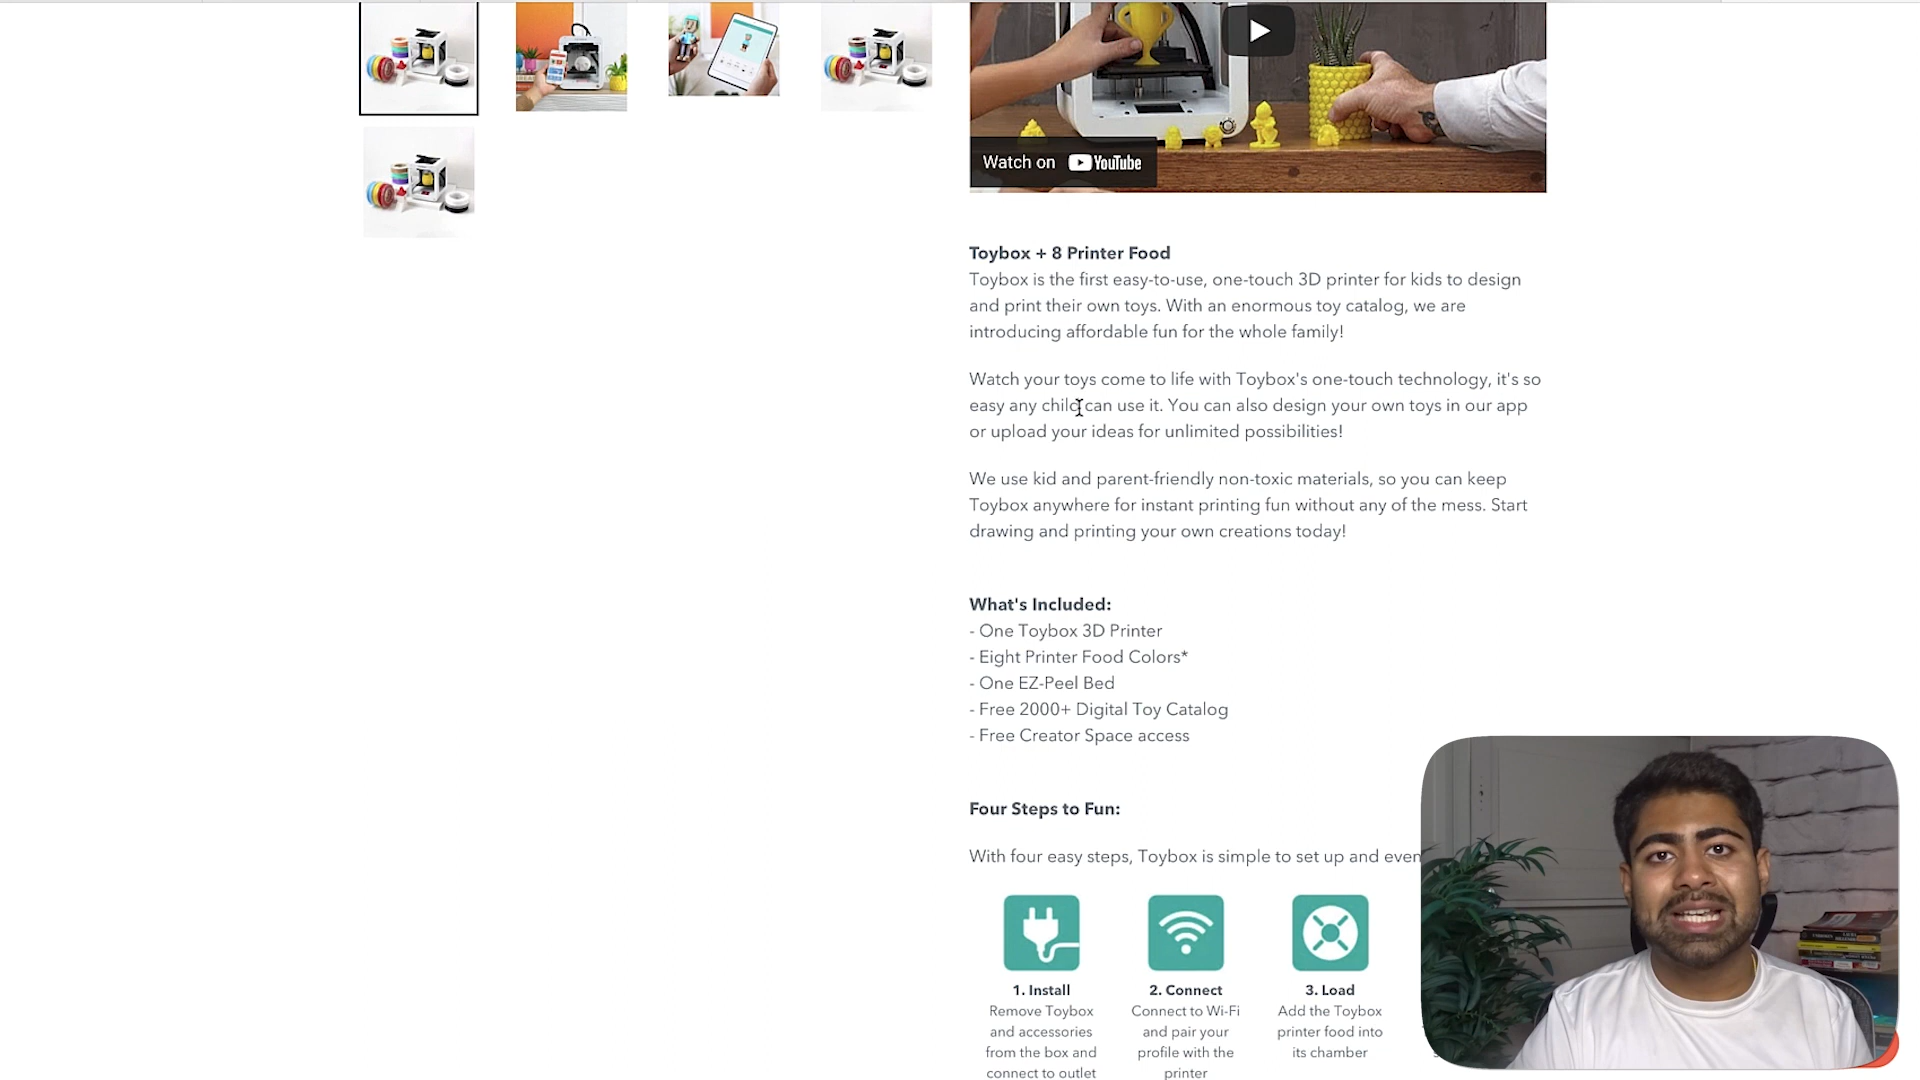 Watch on YouTube
Toybox + 8 Printer Food
Toybox is the first easy-to-use, one-touch 3D printer for kids to design
and print their own toys. With an enormous toy catalog, we are
introducing affordable fun for the whole family!
Watch your toys come to life with Toybox's one-touch technology, it's so
easy any child can use it. You can also design your own toys in our app
or upload your ideas for unlimited possibilities!
We use kid and parent-friendly non-toxic materials, so you can keep
Toybox anywhere for instant printing fun without any of the mess. Start
drawing and printing your own creations today!
What's Included:
- One Toybox 3D Printer
- Eight Printer Food Colors*
- One EZ-Peel Bed
- Free 2000+ Digital Toy Catalog
- Free Creator Space access
Four Steps to Fun:
With four easy steps, Toybox is simple to set up and even
1. Install
Remove Toybox
and accessories
from the box and
connect to outlet
2. Connect
Connect to Wi-Fi
and pair your
profile with the
printer
3. Load
Add the Toybox
printer food into
its chamber